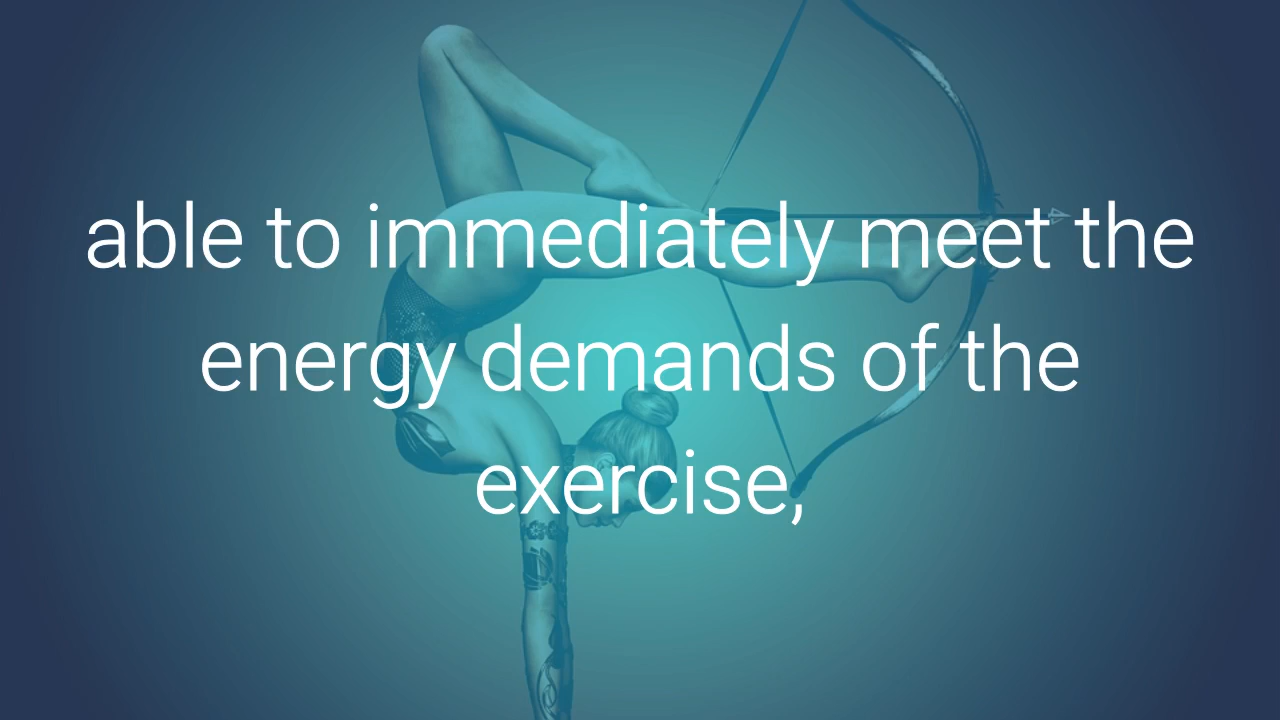 able to immediately meet the
energy demands of the
exercise,